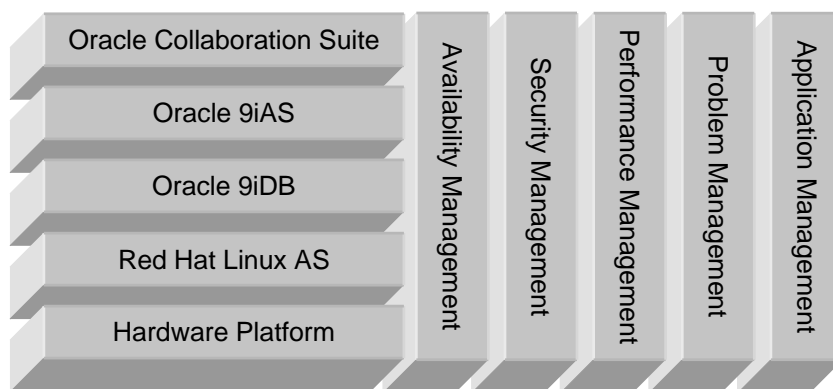 Oracle Collaboration Suite
Oracle 9iAS
Oracle 9iDB
Red Hat Linux AS
Hardware Platform
Availability Management
Security Management
Performance Management
Problem Management
Application Management